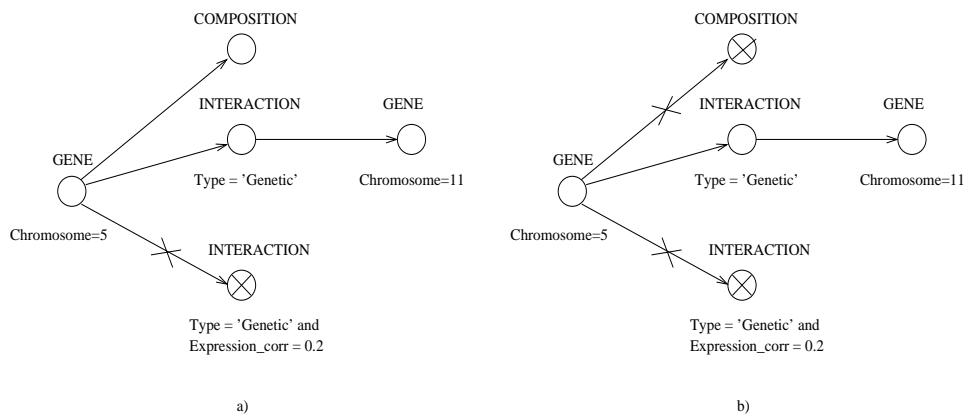 COMPOSITION
INTERACTION
GENE
GENE
Type = 'Genetic'
Chromosome=11
Chromosome=5
INTERACTION
Type = 'Genetic' and
Expression_corr = 0.2
a)
COMPOSITION
INTERACTION
GENE
GENE
Type = 'Genetic'
Chromosome=11
Chromosome=5
INTERACTION
Type = 'Genetic' and
Expression_corr = 0.2
b)